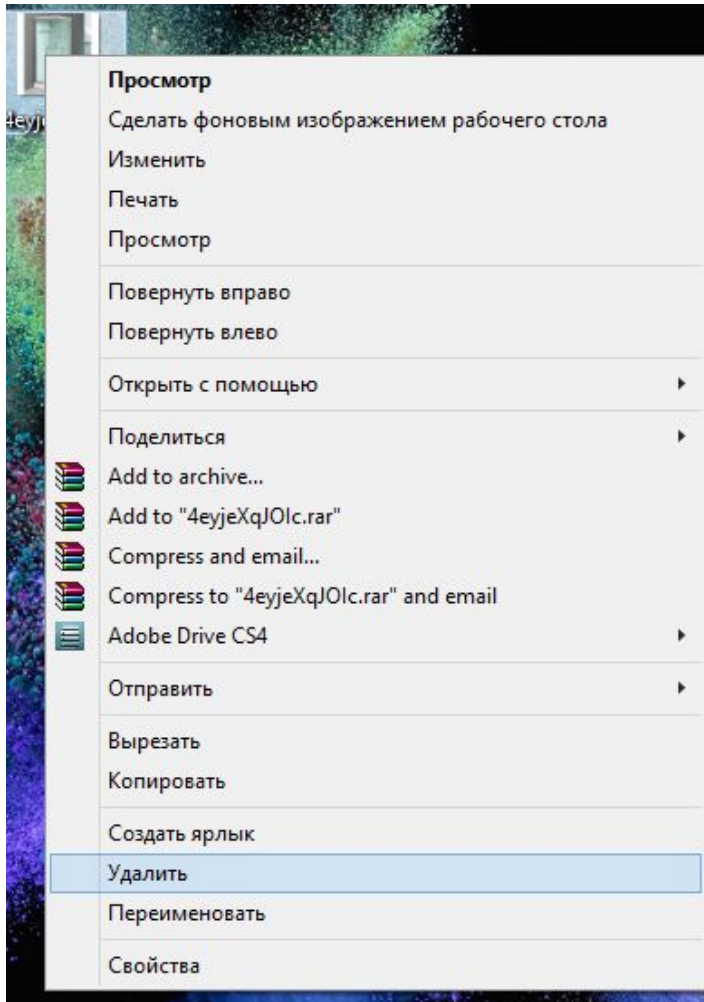 Просмотр
Сделать фоновым изображением рабочего стола
Изменить
Печать
Просмотр
Повернуть вправо
Повернуть влево
Открыть с помощью
Поделиться
Add to archive...
Add to "4eyjeXqJOIc.rar"
Compress and email...
Compress to "4eyjeXqJOIc.rar" and email
Adobe Drive CS4
Отправить
Вырезать
Копировать
Создать ярлык
Удалить
Переименовать
Свойства